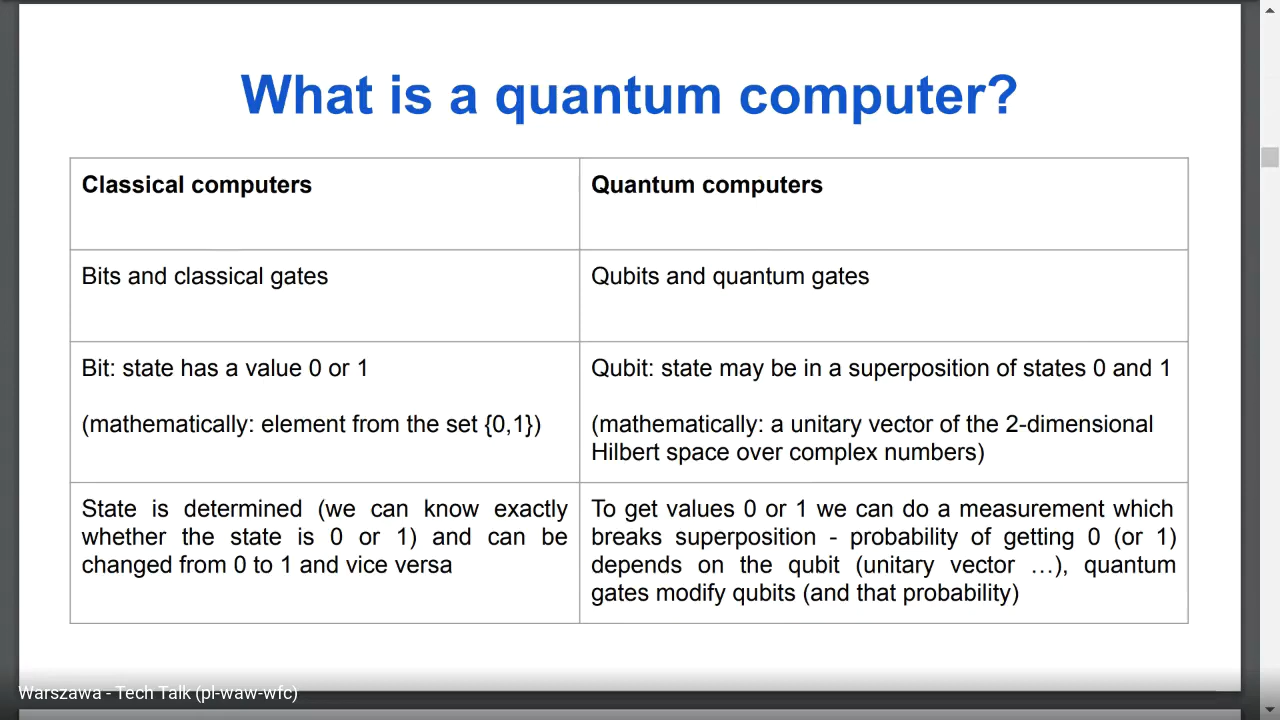 What is a quantum computer?
Classical computers
Quantum computers
Bits and classical gates
Qubits and quantum gates
Bit: state has a value 0 or 1
(mathematically: element from the set {0,1})
Qubit: state may be in a superposition of states 0 and 1
(mathematically: a unitary vector of the 2-dimensional
Hilbert space over complex numbers)
State is determined (we can know exactly
whether the state is 0 or 1) and can be
changed from 0 to 1 and vice versa
To get values 0 or 1 we can do a measurement which
breaks superposition - probability of getting 0 (or 1)
depends on the qubit (unitary vector …), quantum
gates modify qubits (and that probability)
Warszawa - Tech Talk (pl-waw-wfc)